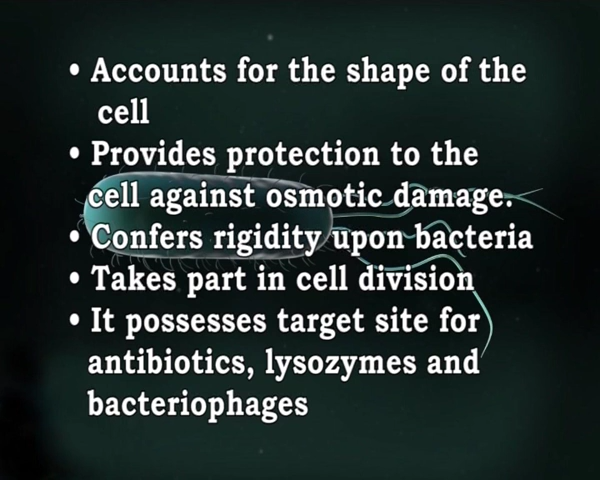 • Accounts for the shape of the
cell
• Provides protection to the
cell against osmotic damage.
• Confers rigidity upon bacteria
• Takes part in cell division
• It possesses target site for
antibiotics, lysozymes and
bacteriophages